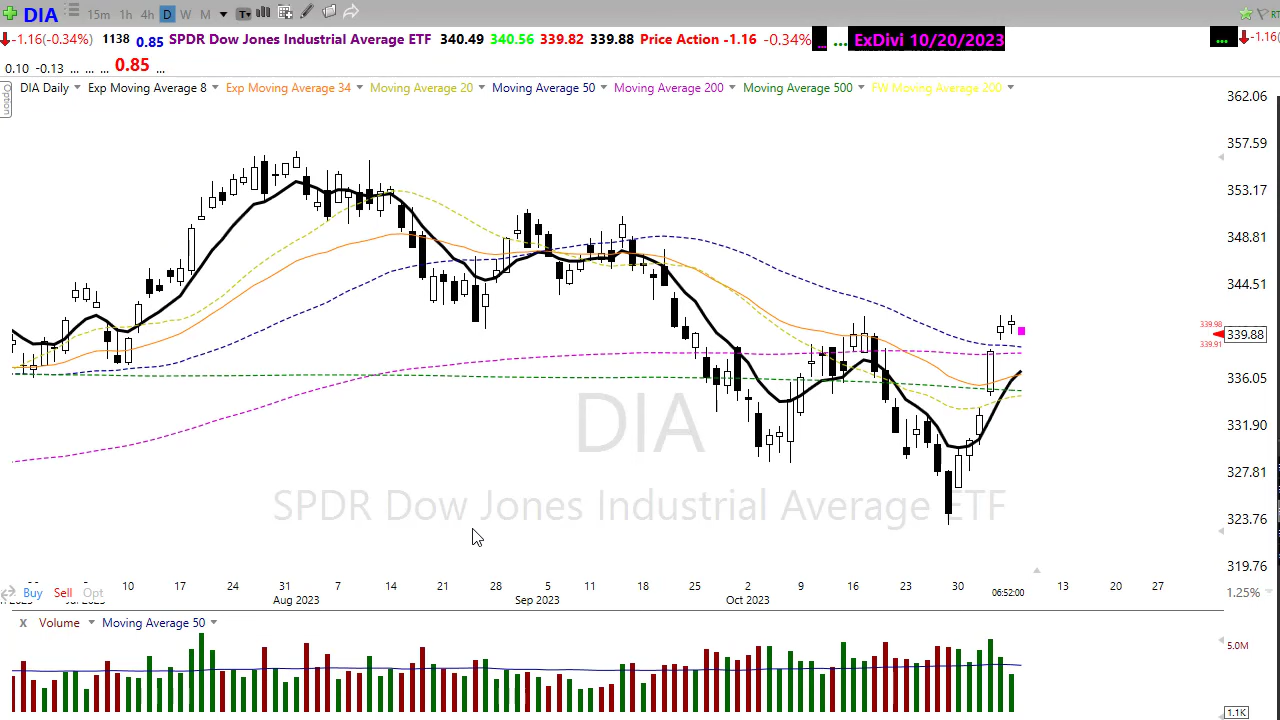 DIA 15m 1h 4h D W M T
-1.16(-0.34%) 1138 0.85 SPDR Dow Jones Industrial Average ETF 340.49 340.56 339.82 339.88 Price Action -1.16 -0.34% ... ... ExDivi 10/20/2023 ... -1.16(
0.10 -0.13 ... ... ... 0.85 ...
Option
DIA Daily Exp Moving Average 8 Exp Moving Average 34 Moving Average 20 Moving Average 50 Moving Average 200 Moving Average 500 FW Moving Average 200
362.06
357.59
353.17
348.81
344.51
339.98
339.88
339.91
336.05
331.90
327.81
323.76
319.76
DIA
SPDR Dow Jones Industrial Average ETF
10 17 24 31 7 14 21 28 5 11 18 25 2 9 16 23 30 13 20 27
Buy Sell Opt 06:52:00 1.25%
Aug 2023 Sep 2023 Oct 2023
X Volume Moving Average 50
5.0M
1.1K